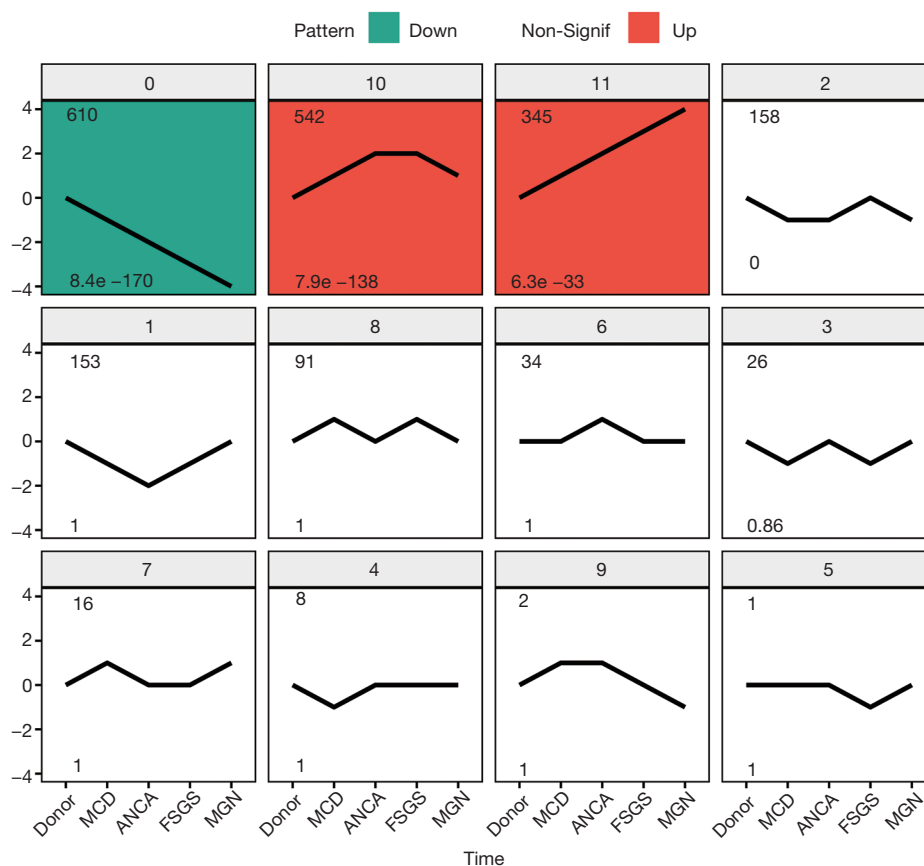 Pattern Down Non-Signif Up
0 10 11 2
4 610 542 345 158
2
0
−2 0
−4 8.4e −170 7.9e −138 6.3e −33
1 8 6 3
4 153 91 34 26
2
0
−2
−4 1 1 1 0.86
7 4 9 5
4 16 8 2 1
2
0
−2
−4 1 1 1 1
Donor MCD ANCA FSGS MGN Donor MCD ANCA FSGS MGN Donor MCD ANCA FSGS MGN Donor MCD ANCA FSGS MGN
Time